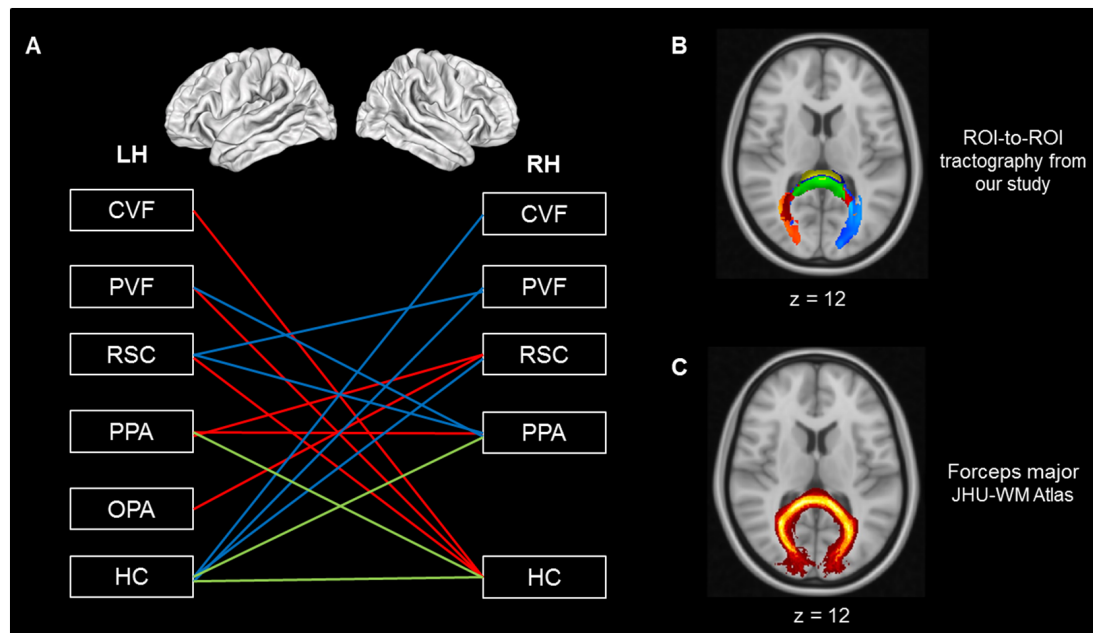 A
LH
RH
CVF
CVF
PVF
PVF
RSC
RSC
PPA
PPA
OPA
HC
HC
B
ROI-to-ROI
tractography from
our study
z = 12
C
Forceps major
JHU-WM Atlas
z = 12